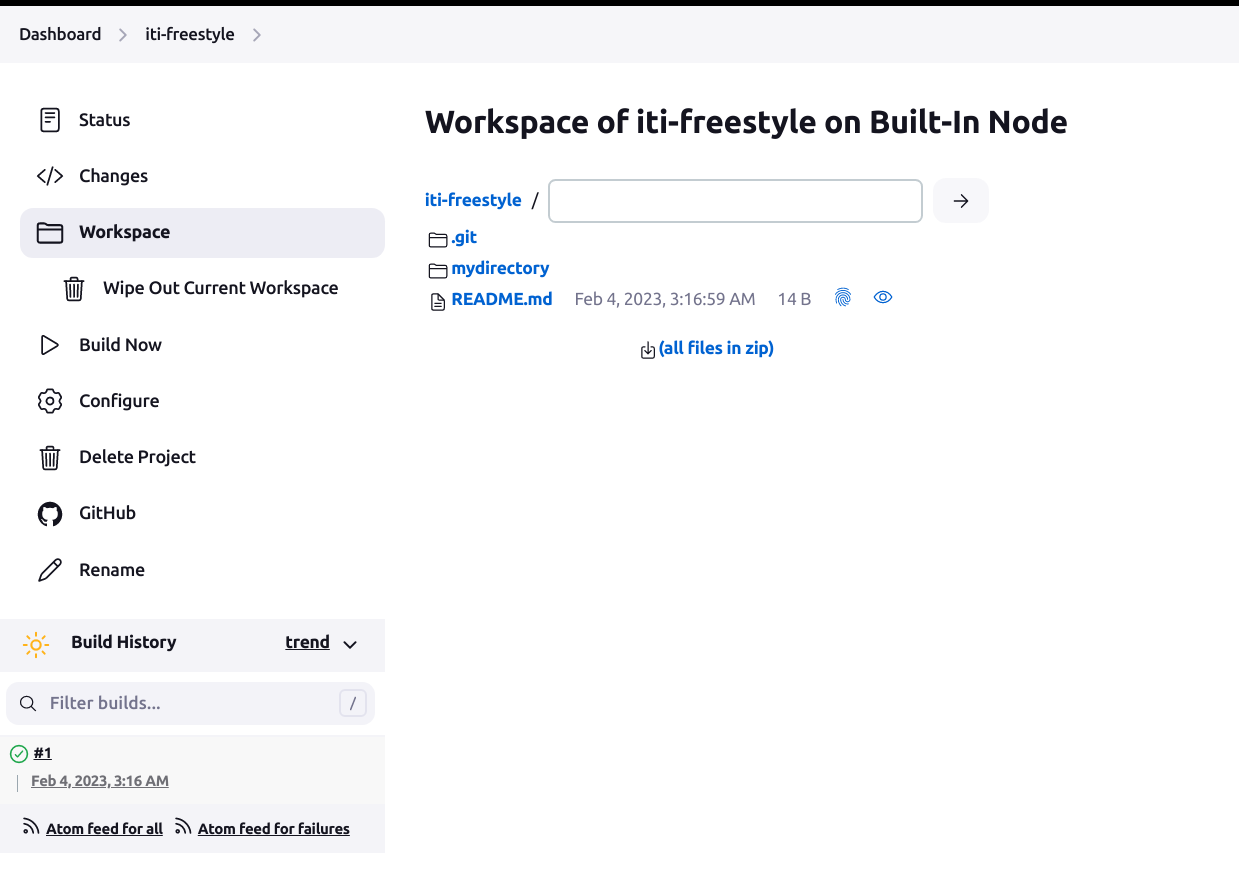 Dashboard iti-freestyle
Status
Changes
Workspace
Wipe Out Current Workspace
Build Now
Configure
Delete Project
GitHub
Rename
Build History trend
Filter builds... /
#1
Feb 4, 2023, 3:16 AM
Atom feed for all Atom feed for failures
Workspace of iti-freestyle on Built-In Node
iti-freestyle /
.git
mydirectory
README.md Feb 4, 2023, 3:16:59 AM 14 B
(all files in zip)